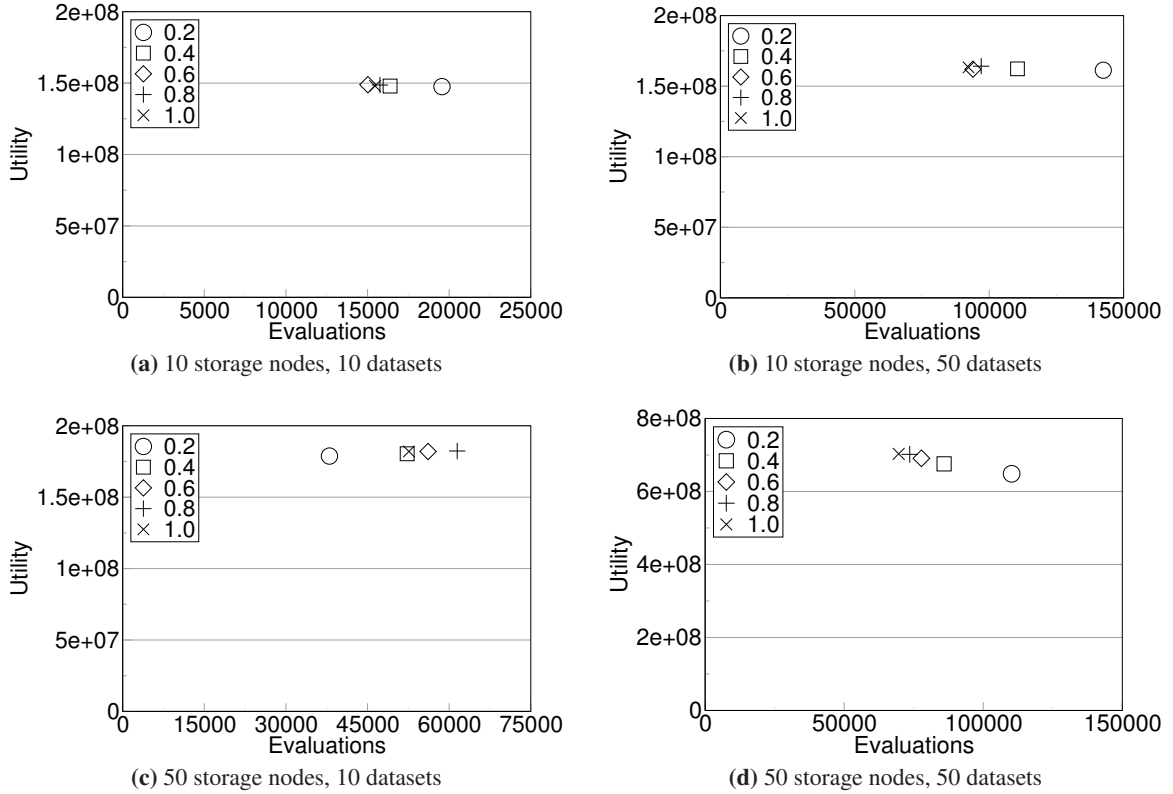 2e+08
1.5e+08
1e+08
5e+07
0
Utility
0.2
0.4
0.6
0.8
1.0
0 5000 10000 15000 20000 25000
Evaluations
(a) 10 storage nodes, 10 datasets
2e+08
1.5e+08
1e+08
5e+07
0
Utility
0.2
0.4
0.6
0.8
1.0
0 50000 100000 150000
Evaluations
(b) 10 storage nodes, 50 datasets
2e+08
1.5e+08
1e+08
5e+07
0
Utility
0.2
0.4
0.6
0.8
1.0
0 15000 30000 45000 60000 75000
Evaluations
(c) 50 storage nodes, 10 datasets
8e+08
6e+08
4e+08
2e+08
0
Utility
0.2
0.4
0.6
0.8
1.0
0 50000 100000 150000
Evaluations
(d) 50 storage nodes, 50 datasets